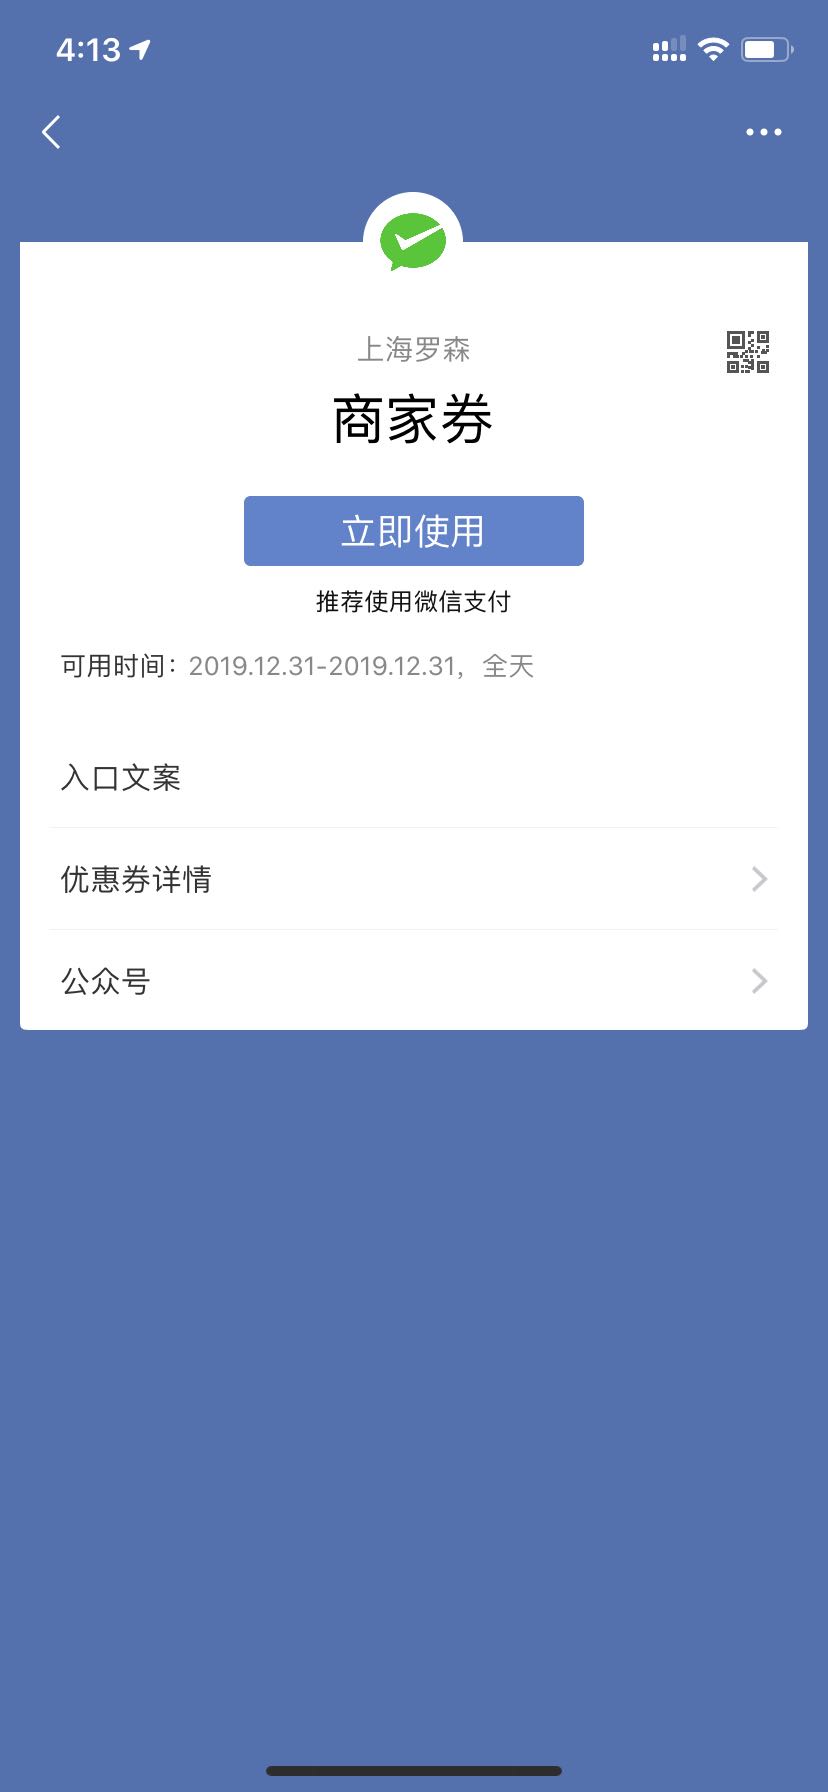 4:13
上海罗森
商家券
立即使用
推荐使用微信支付
可用时间：2019.12.31-2019.12.31，全天
入口文案
优惠券详情
公众号